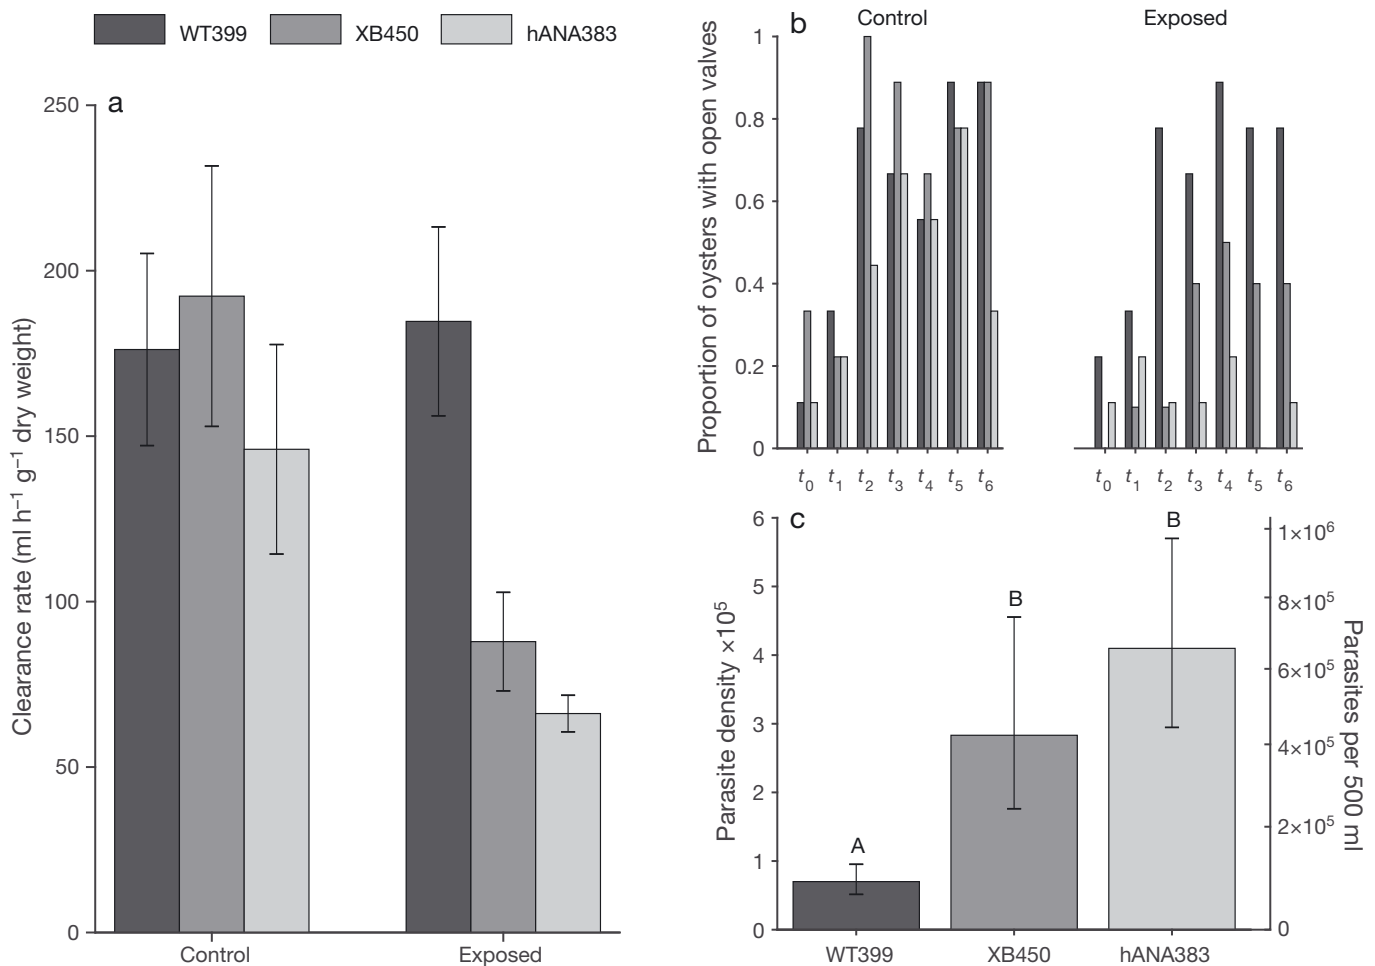 WT399 XB450 hANA383
a
250
200
150
100
50
0
Clearance rate (ml h⁻¹ g⁻¹ dry weight)
Control Exposed
b
Control Exposed
Proportion of oysters with open valves
1
0.8
0.6
0.4
0.2
0
t₀ t₁ t₂ t₃ t₄ t₅ t₆ t₀ t₁ t₂ t₃ t₄ t₅ t₆
c
Parasite density ×10⁵
6
5
4
3
2
1
0
A
B
B
1×10⁶
8×10⁵
6×10⁵
4×10⁵
2×10⁵
0
Parasites per 500 ml
WT399 XB450 hANA383